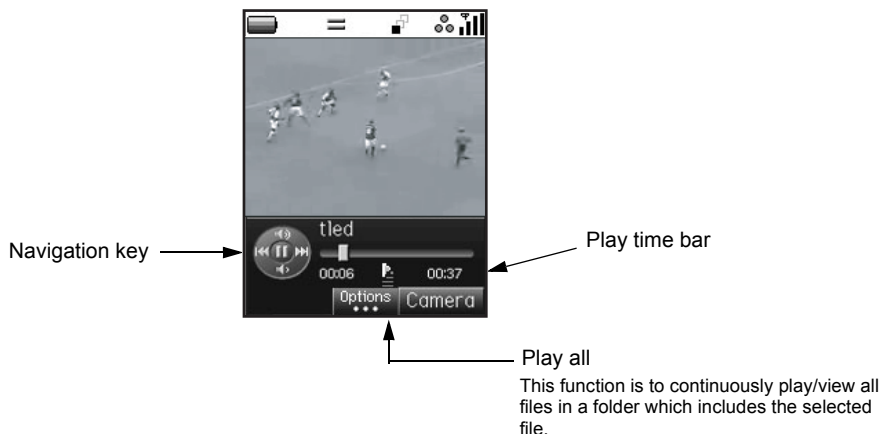 tled
Navigation key
Play time bar
00:06
00:37
Options
Camera
Play all
This function is to continuously play/view all
files in a folder which includes the selected
file.